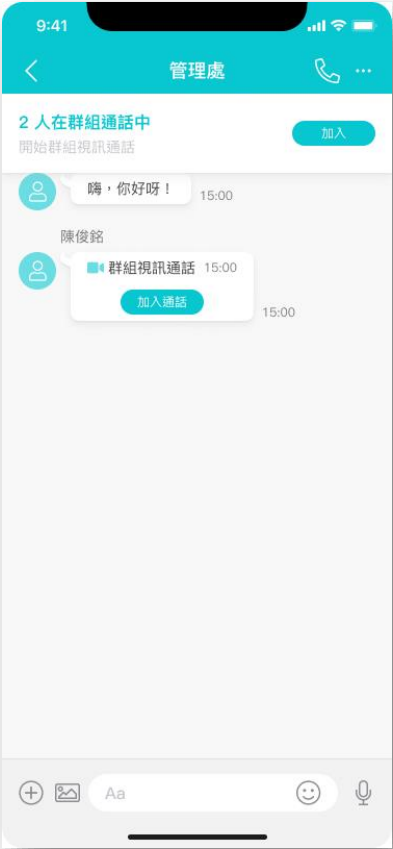 9:41
管理處
2 人在群組通話中
開始群組視訊通話
加入
嗨，你好呀！
15:00
陳俊銘
群組視訊通話 15:00
加入通話
15:00
Aa